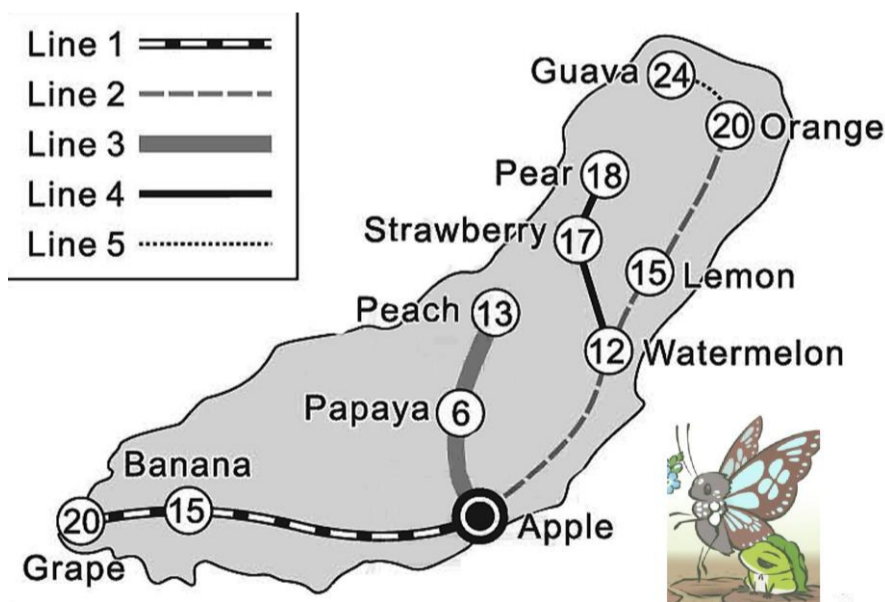 Line 1
Line 2
Line 3
Line 4
Line 5
Guava 24
20 Orange
Pear 18
Strawberry 17
15 Lemon
Peach 13
12 Watermelon
Papaya 6
Banana
20
15
Apple
Grape